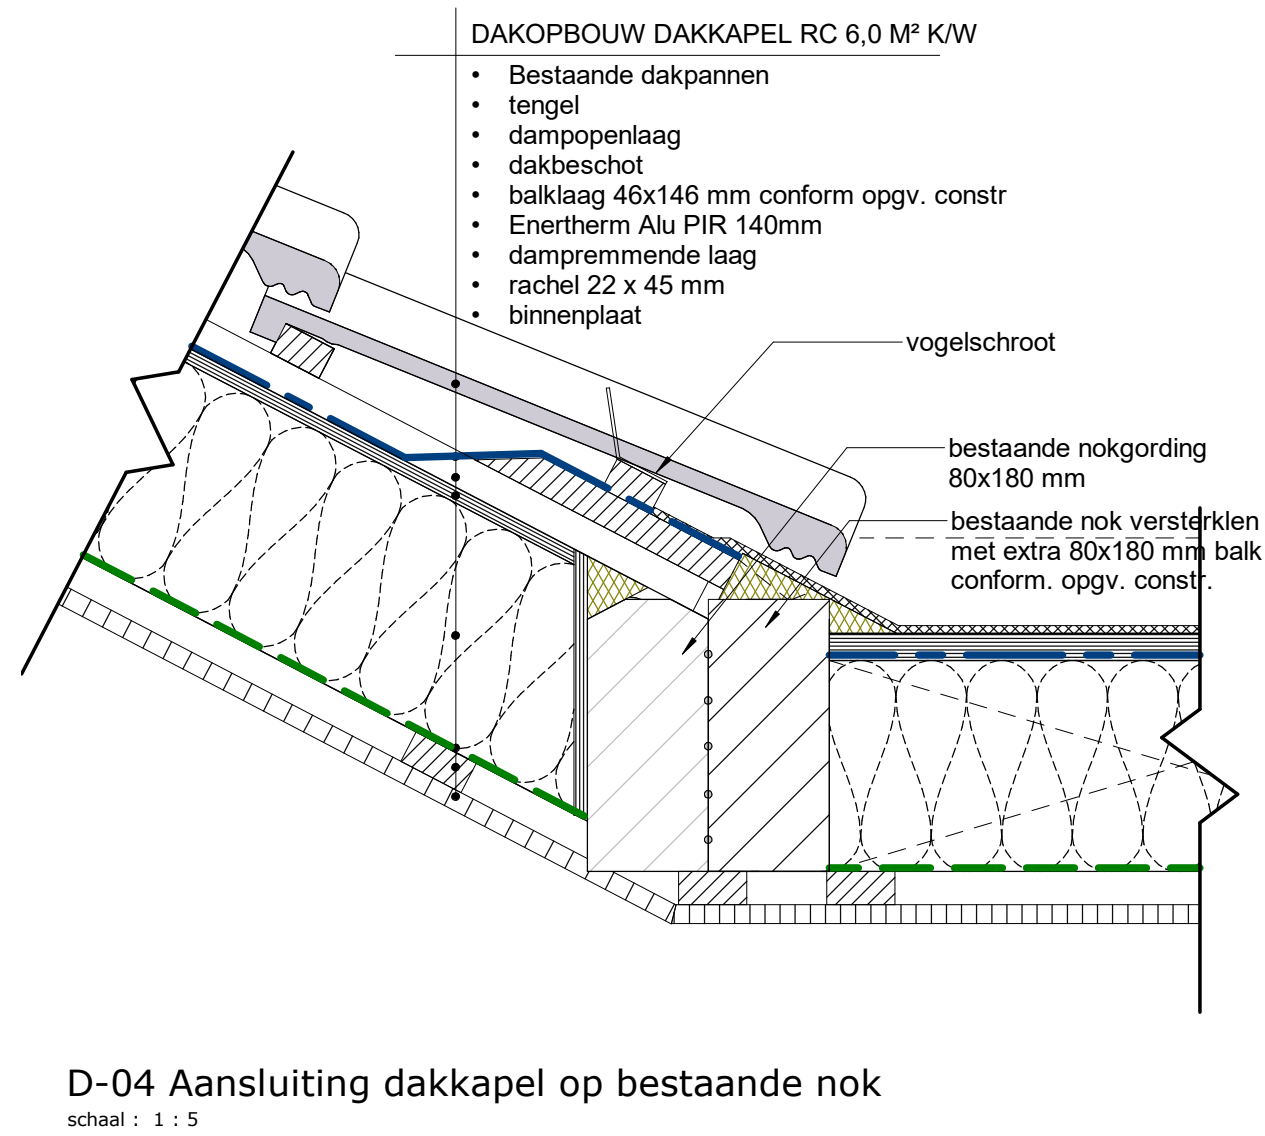 DAKOPBOUW DAKKAPEL RC 6,0 M² K/W
• Bestaande dakpannen
• tengel
• dampopenlaag
• dakbeschot
• balklaag 46x146 mm conform opgv. constr
• Enertherm Alu PIR 140mm
• dampremmende laag
• rachel 22 x 45 mm
• binnenplaat
vogelschroot
bestaande nokgording
80x180 mm
bestaande nok versterklen
met extra 80x180 mm balk
conform. opgv. constr.
D-04 Aansluiting dakkapel op bestaande nok
schaal : 1 : 5